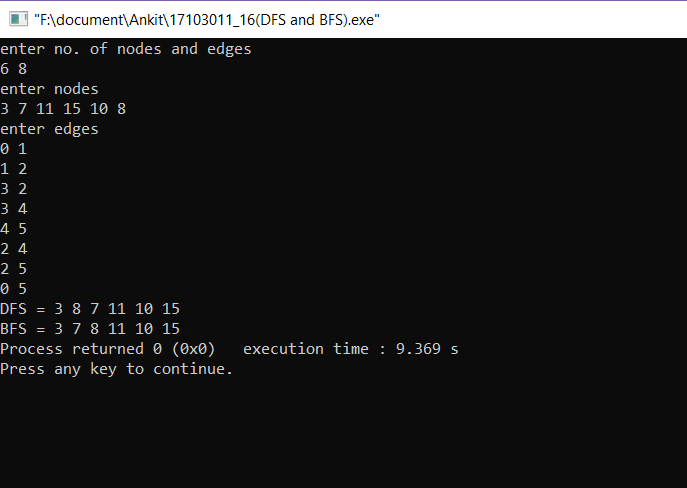 "F:\document\Ankit\17103011_16(DFS and BFS).exe"
enter no. of nodes and edges
6 8
enter nodes
3 7 11 15 10 8
enter edges
0 1
1 2
3 2
3 4
4 5
2 4
2 5
0 5
DFS = 3 8 7 11 10 15
BFS = 3 7 8 11 10 15
Process returned 0 (0x0)   execution time : 9.369 s
Press any key to continue.